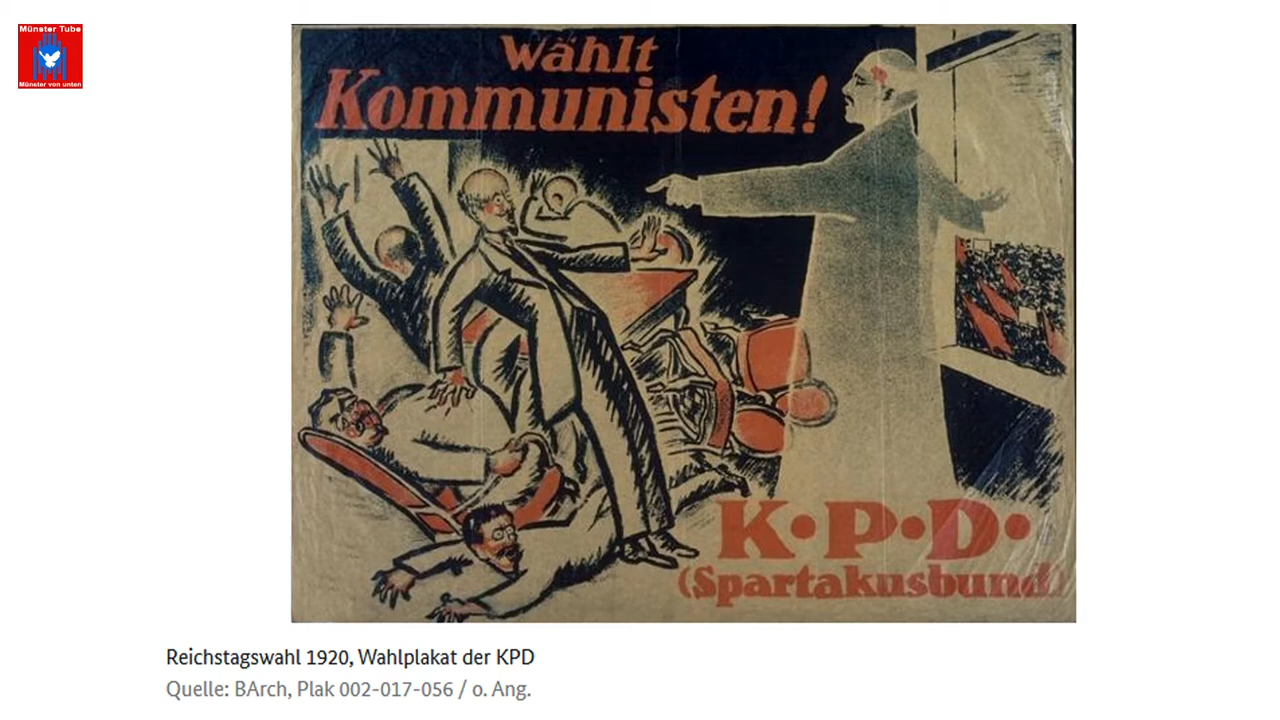 Münster Tube
Münster von unten
Wählt
Kommunisten!
K•P•D•
(Spartakusbund)
Reichstagswahl 1920, Wahlplakat der KPD
Quelle: BArch, Plak 002-017-056 / o. Ang.